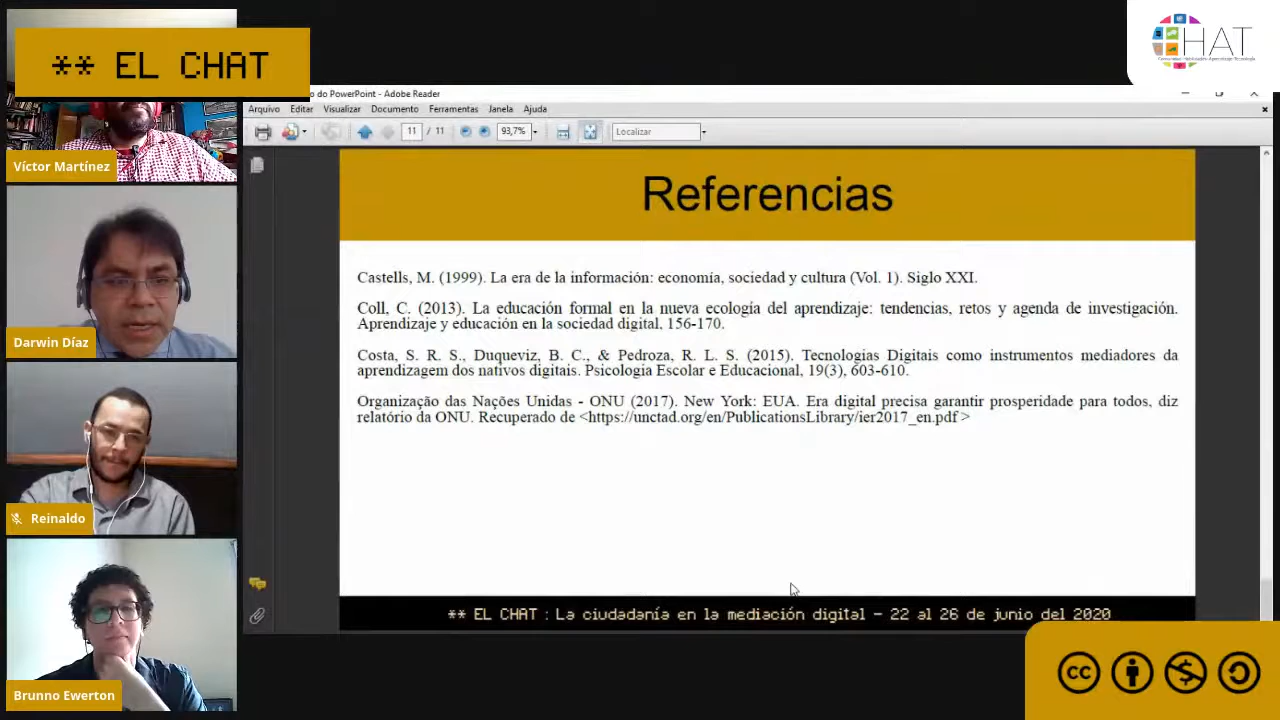 ** EL CHAT
HAT
Víctor Martínez
Darwin Díaz
Reinaldo
Brunno Ewerton
do PowerPoint - Adobe Reader
Arquivo Editar Visualizar Documento Ferramentas Janela Ajuda
11 / 11 93,7% Localizar
Referencias
Castells, M. (1999). La era de la información: economía, sociedad y cultura (Vol. 1). Siglo XXI.
Coll, C. (2013). La educación formal en la nueva ecología del aprendizaje: tendencias, retos y agenda de investigación.
Aprendizaje y educación en la sociedad digital, 156-170.
Costa, S. R. S., Duqueviz, B. C., & Pedroza, R. L. S. (2015). Tecnologias Digitais como instrumentos mediadores da
aprendizagem dos nativos digitais. Psicologia Escolar e Educacional, 19(3), 603-610.
Organização das Nações Unidas - ONU (2017). New York: EUA. Era digital precisa garantir prosperidade para todos, diz
relatório da ONU. Recuperado de <https://unctad.org/en/PublicationsLibrary/ier2017_en.pdf >
** EL CHAT : La ciudadanía en la mediación digital – 22 al 26 de junio del 2020
cc